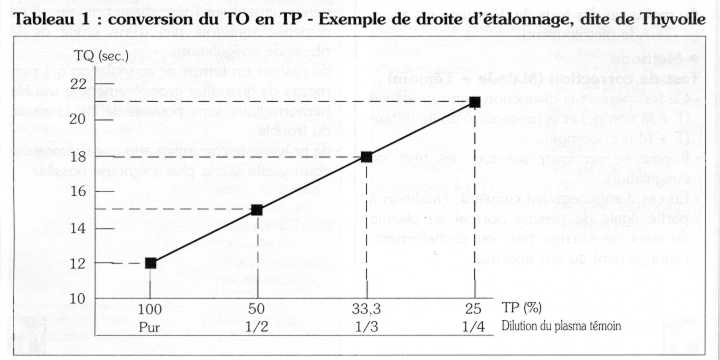 Tableau 1 : conversion du TO en TP - Exemple de droite d'étalonnage, dite de Thyvolle
TQ (sec.)
22
20
18
16
14
12
10
100 50 33,3 25 TP (%)
Pur 1/2 1/3 1/4 Dilution du plasma témoin